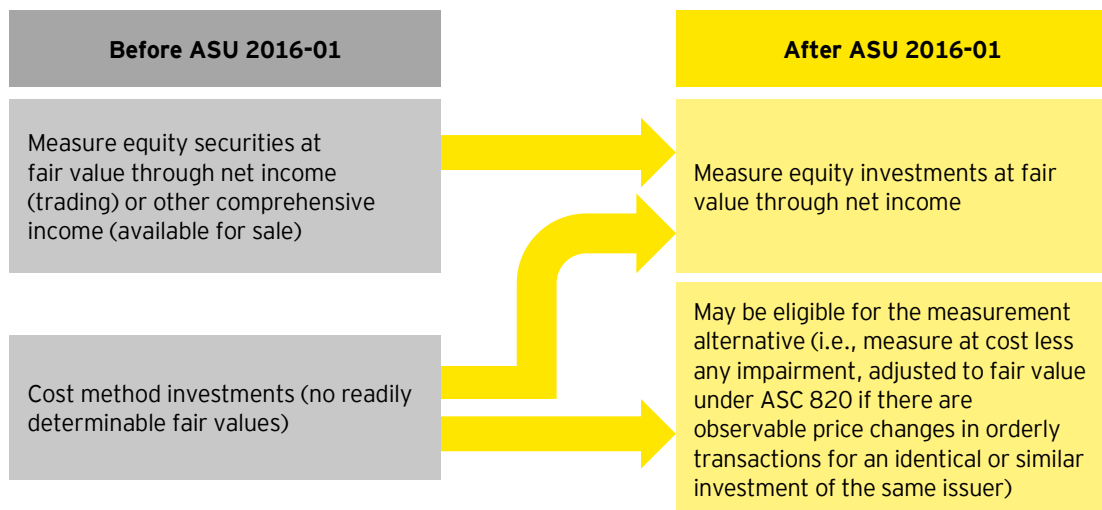 Before ASU 2016-01
After ASU 2016-01
Measure equity securities at
fair value through net income
(trading) or other comprehensive
income (available for sale)
Measure equity investments at fair
value through net income
Cost method investments (no readily
determinable fair values)
May be eligible for the measurement
alternative (i.e., measure at cost less
any impairment, adjusted to fair value
under ASC 820 if there are
observable price changes in orderly
transactions for an identical or similar
investment of the same issuer)